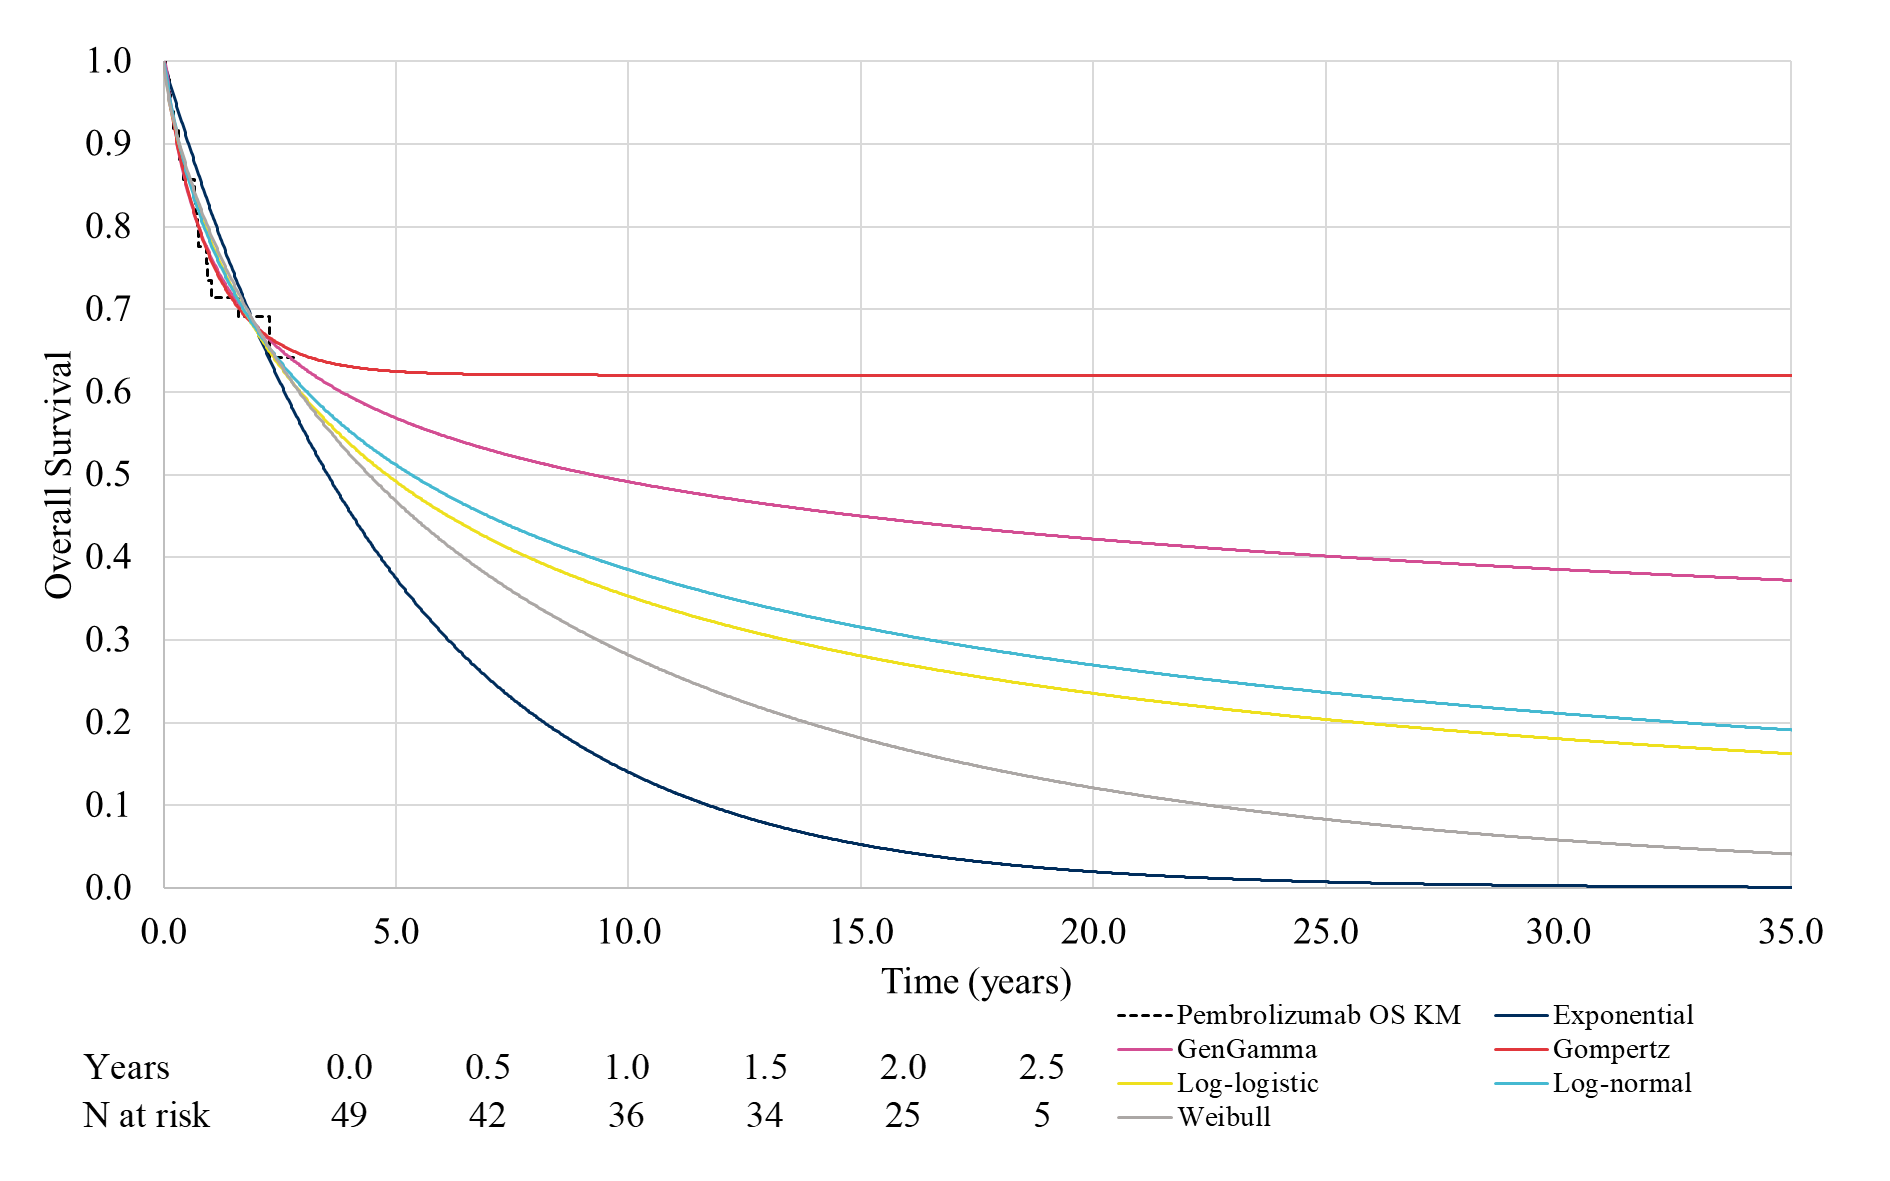 1.0
0.9
0.8
0.7
0.6
0.5
0.4
0.3
0.2
0.1
0.0
Overall Survival
0.0 5.0 10.0 15.0 20.0 25.0 30.0 35.0
Time (years)
Pembrolizumab OS KM Exponential
GenGamma Gompertz
Log-logistic Log-normal
Weibull
Years 0.0 0.5 1.0 1.5 2.0 2.5
N at risk 49 42 36 34 25 5